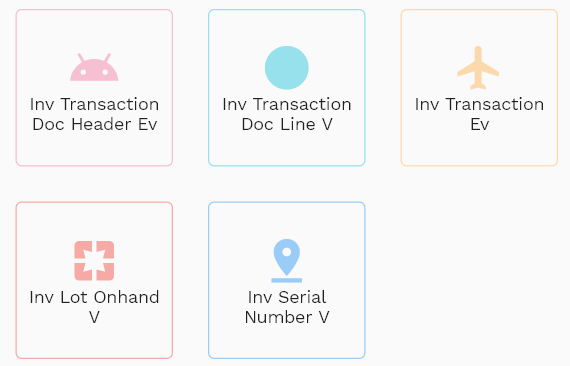 Inv Transaction
Doc Header Ev
Inv Transaction
Doc Line V
Inv Transaction
Ev
Inv Lot Onhand
V
Inv Serial
Number V